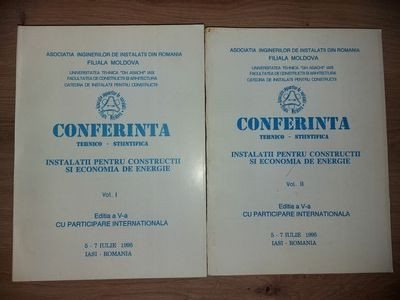 ASOCIATIA INGINERILOR DE INSTALATII DIN ROMANIA
FILIALA MOLDOVA
UNIVERSITATEA TEHNICA "GH ASACHI" IASI
FACULTATEA DE CONSTRUCTII SI ARHITECTURA
CATEDRA DE INSTALATII PENTRU CONSTRUCTII
CONFERINTA
TEHNICO - STIINTIFICA
INSTALATII PENTRU CONSTRUCTII
SI ECONOMIA DE ENERGIE
Vol. I
Editia a V-a
CU PARTICIPARE INTERNATIONALA
5 - 7 IULIE 1995
IASI - ROMANIA
ASOCIATIA INGINERILOR DE INSTALATII DIN ROMANIA
FILIALA MOLDOVA
UNIVERSITATEA TEHNICA "GH ASACHI" IASI
FACULTATEA DE CONSTRUCTII SI ARHITECTURA
CATEDRA DE INSTALATII PENTRU CONSTRUCTII
CONFERINTA
TEHNICO - STIINTIFICA
INSTALATII PENTRU CONSTRUCTII
SI ECONOMIA DE ENERGIE
Vol. II
Editia a V-a
CU PARTICIPARE INTERNATIONALA
5 - 7 IULIE 1995
IASI - ROMANIA